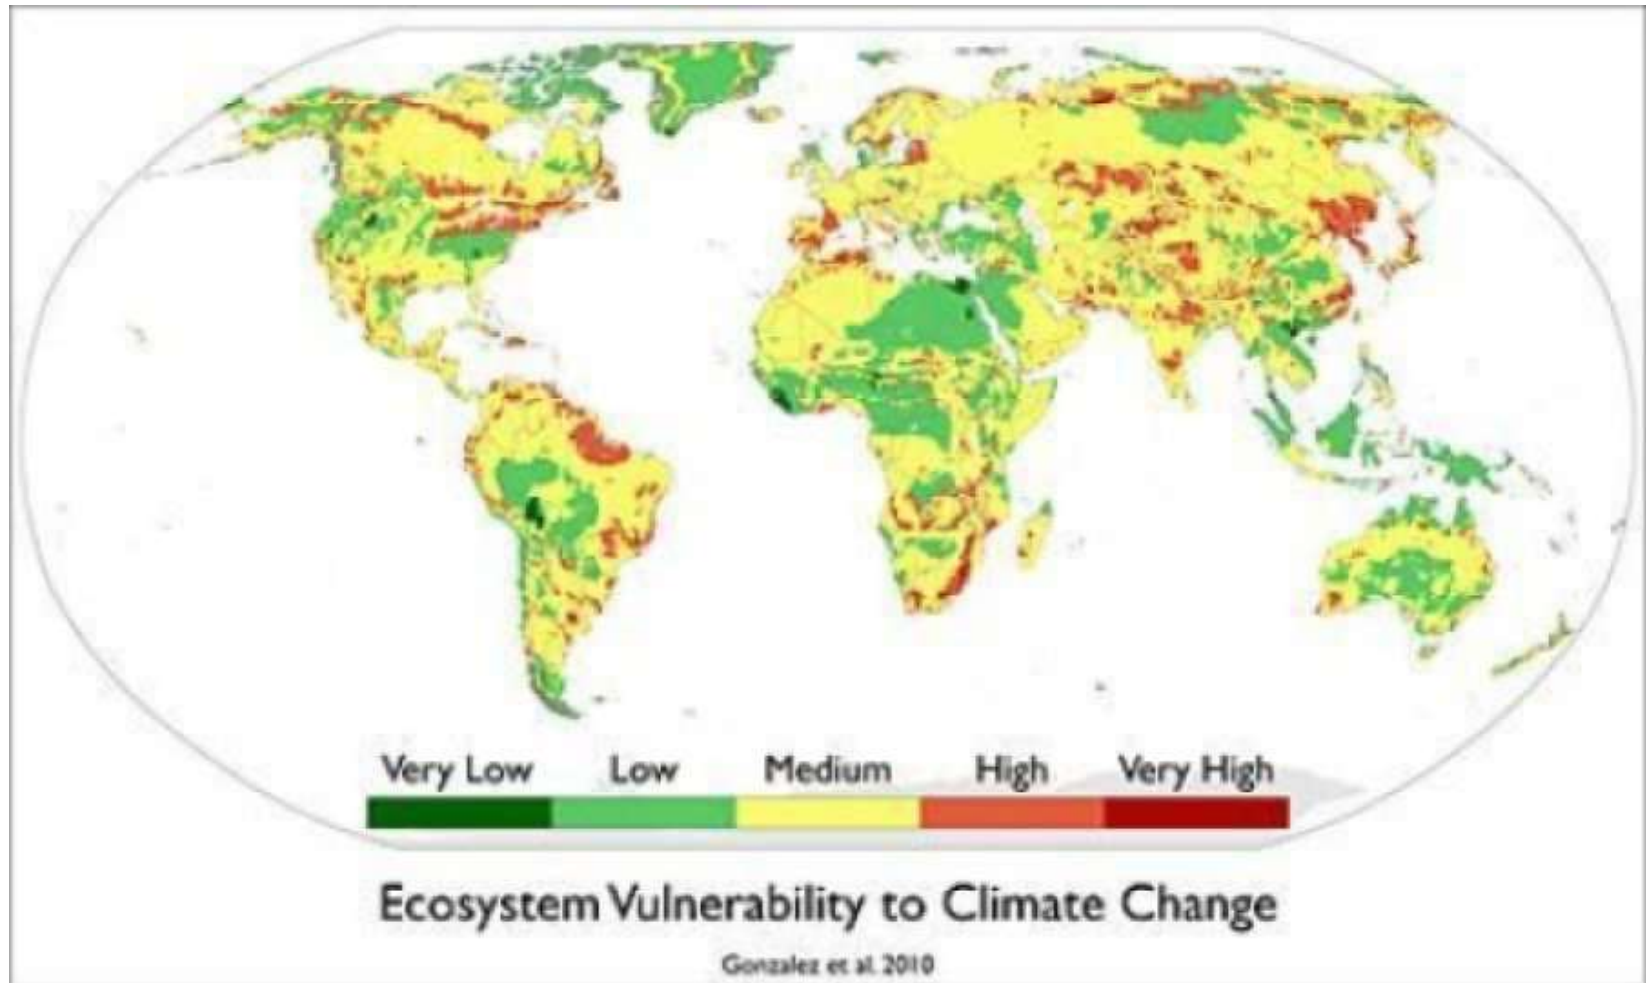 Very Low Low Medium High Very High
Ecosystem Vulnerability to Climate Change
Gonzalez et al. 2010